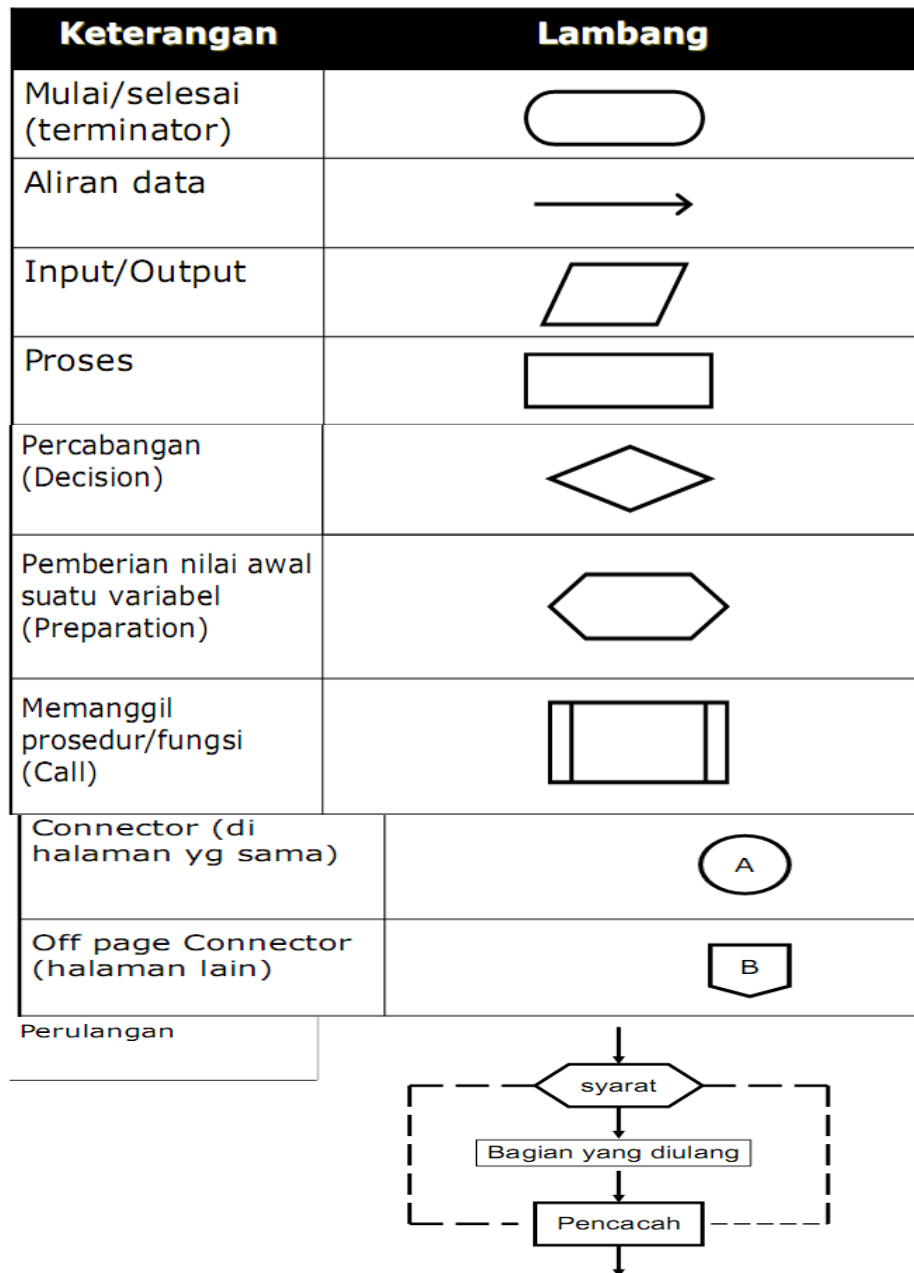 Keterangan Lambang
Mulai/selesai
(terminator)
Aliran data
Input/Output
Proses
Percabangan
(Decision)
Pemberian nilai awal
suatu variabel
(Preparation)
Memanggil
prosedur/fungsi
(Call)
Connector (di
halaman yg sama)
A
Off page Connector
(halaman lain)
B
Perulangan
syarat
Bagian yang diulang
Pencacah